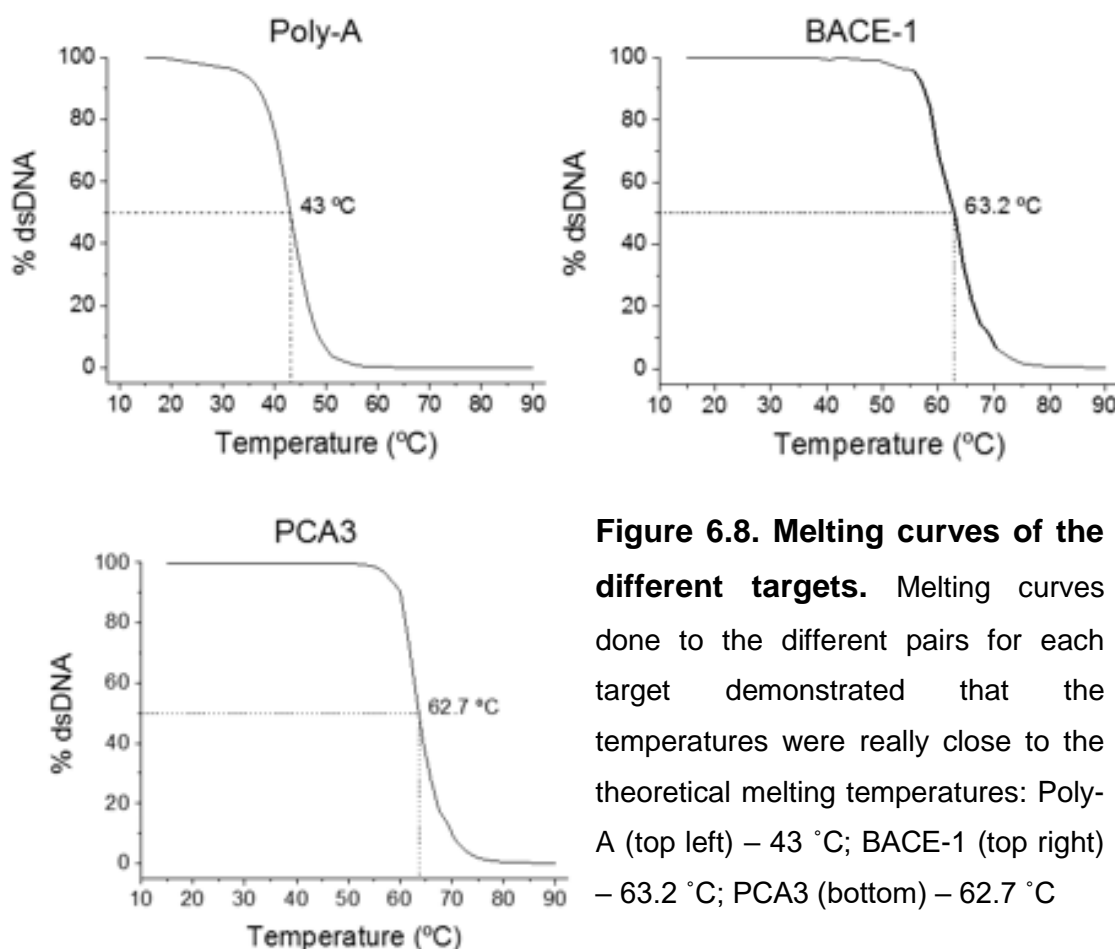 Poly-A
100
80
60
40
20
0
% dsDNA
43 ºC
10 20 30 40 50 60 70 80 90
Temperature (ºC)
BACE-1
100
80
60
40
20
0
% dsDNA
63.2 ºC
10 20 30 40 50 60 70 80 90
Temperature (ºC)
PCA3
100
80
60
40
20
0
% dsDNA
62.7 ºC
10 20 30 40 50 60 70 80 90
Temperature (ºC)
Figure 6.8. Melting curves of the
different targets. Melting curves
done to the different pairs for each
target demonstrated that the
temperatures were really close to the
theoretical melting temperatures: Poly-
A (top left) – 43 ˚C; BACE-1 (top right)
– 63.2 ˚C; PCA3 (bottom) – 62.7 ˚C